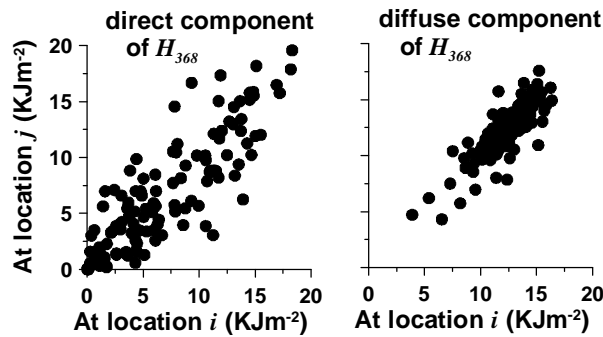 direct component
of H368
20
15
10
5
0
At location j (KJm-2)
0 5 10 15 20
At location i (KJm-2)
diffuse component
of H368
0 5 10 15 20
At location i (KJm-2)